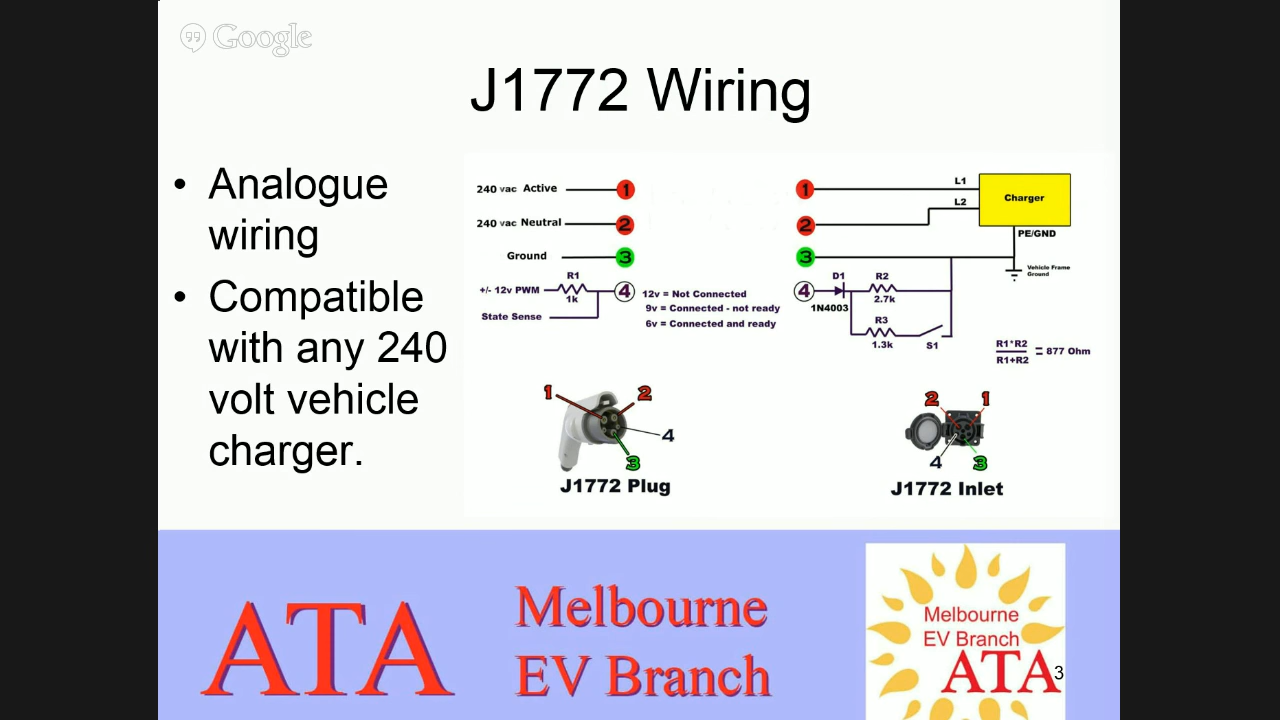 Google
J1772 Wiring
• Analogue
wiring
• Compatible
with any 240
volt vehicle
charger.
240 vac Active
1
240 vac Neutral
2
Ground
3
+/- 12v PWM
R1
1k
4
State Sense
12v = Not Connected
9v = Connected - not ready
6v = Connected and ready
1
L1
Charger
2
L2
PE/GND
3
Vehicle Frame
Ground
4
D1
1N4003
R2
2.7k
R3
1.3k
S1
R1*R2
R1+R2
= 877 Ohm
1
2
4
3
J1772 Plug
2
1
4
3
J1772 Inlet
ATA
Melbourne
EV Branch
Melbourne
EV Branch
ATA
3